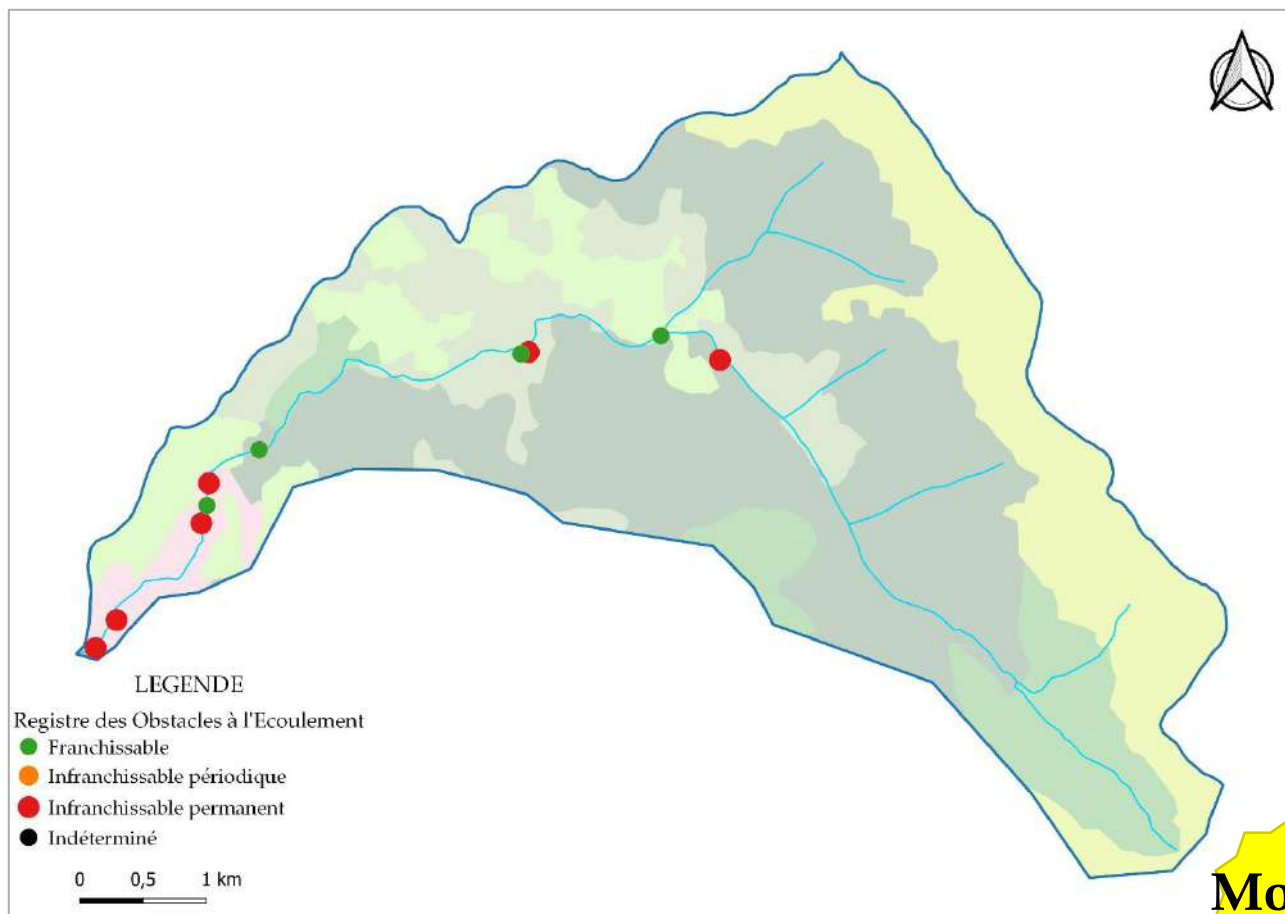 LEGENDE
Registre des Obstacles à l'Ecoulement
Franchissable
Infranchissable périodique
Infranchissable permanent
Indéterminé
0 0,5 1 km